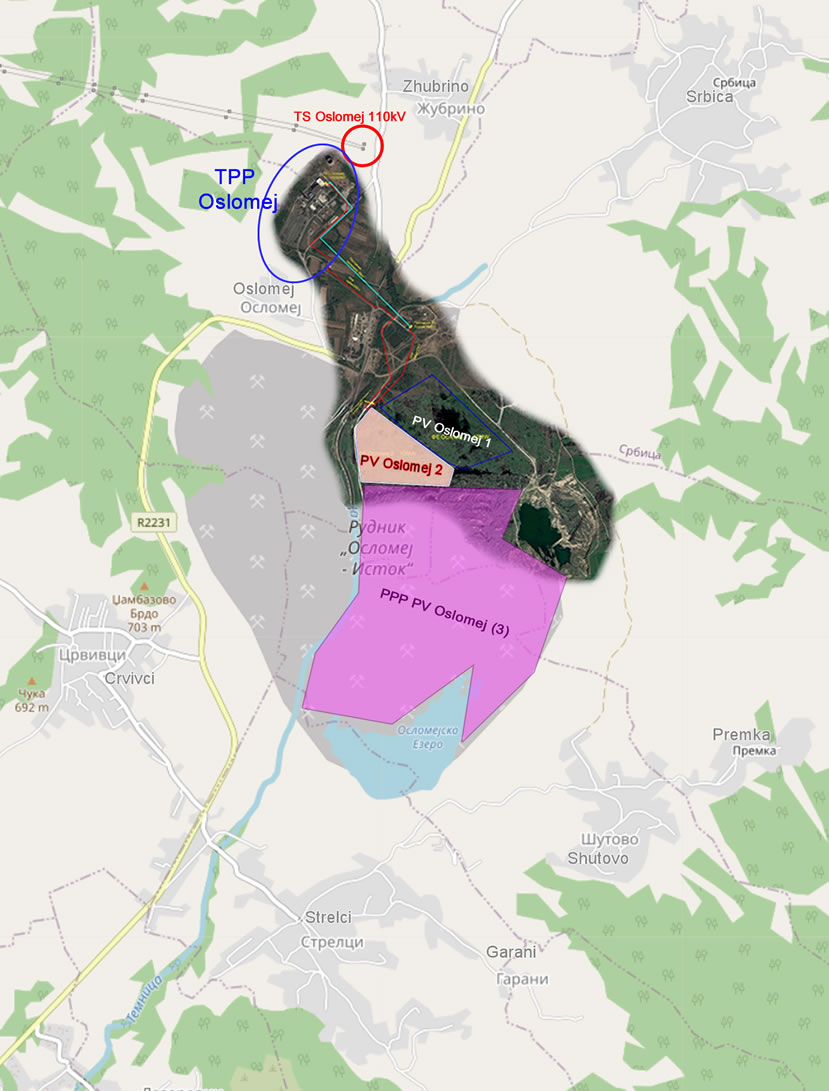 Zhubrino
Жубрино
Србица
Srbica
TS Oslomej 110kV
TPP
Oslomej
Oslomej
Осломеј
PV Oslomej 1
PV Oslomej 2
Србица
R2231
Рудник
„Осломеј
- Исток“
PPP PV Oslomej (3)
Џамбазово
Брдо
703 m
Црвивци
Crvivci
Чука
692 m
Осломејско
Езеро
Premka
Премка
Шутово
Shutovo
Strelci
Стрелци
Garani
Гарани
Темница